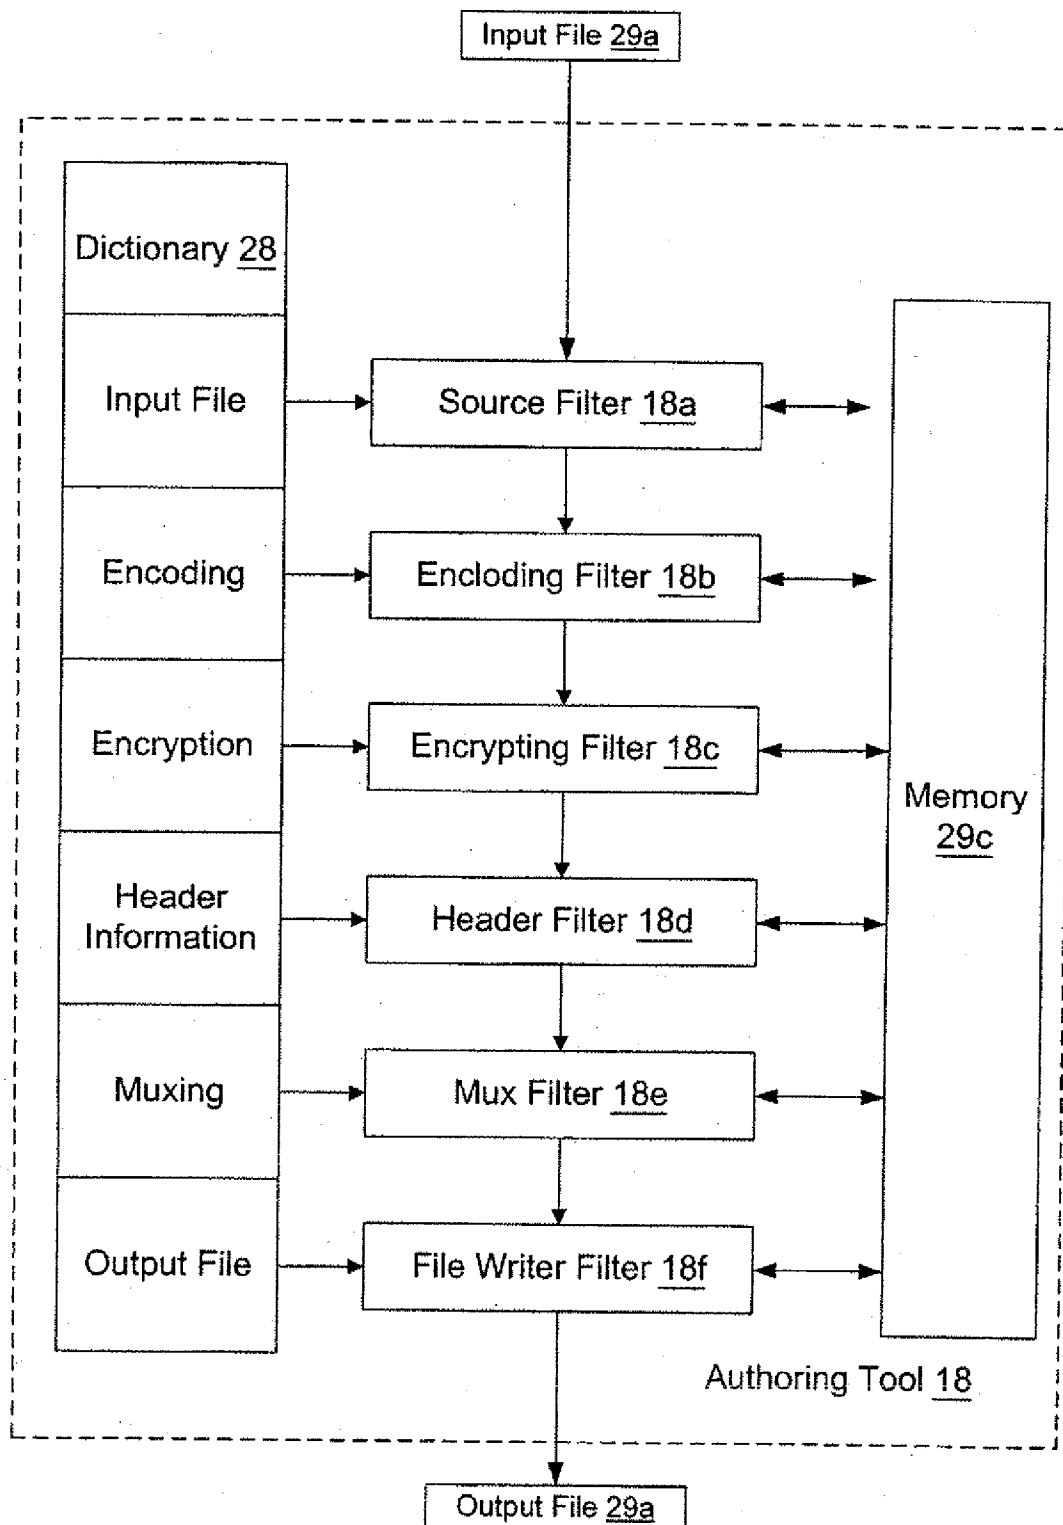 Input File 29a
Dictionary 28
Input File
Source Filter 18a
Encoding
Encloding Filter 18b
Encryption
Encrypting Filter 18c
Memory
29c
Header
Information
Header Filter 18d
Muxing
Mux Filter 18e
Output File
File Writer Filter 18f
Authoring Tool 18
Output File 29a